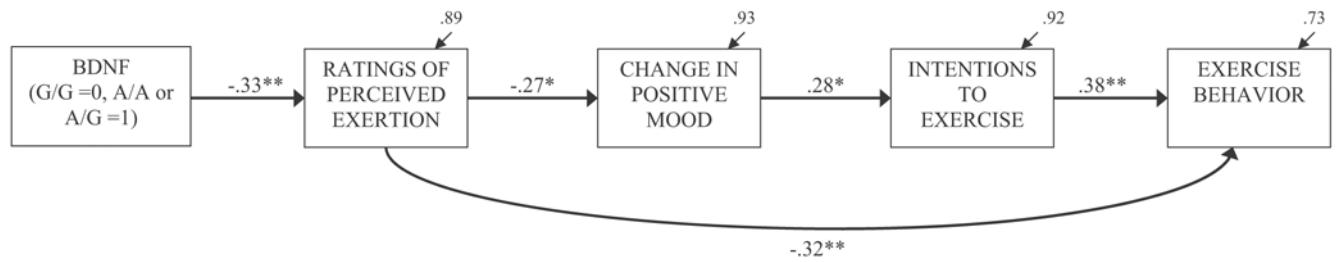 .89
.93
.92
.73
BDNF
(G/G =0, A/A or
A/G =1)
-.33**
RATINGS OF
PERCEIVED
EXERTION
-.27*
CHANGE IN
POSITIVE
MOOD
.28*
INTENTIONS
TO
EXERCISE
.38**
EXERCISE
BEHAVIOR
-.32**